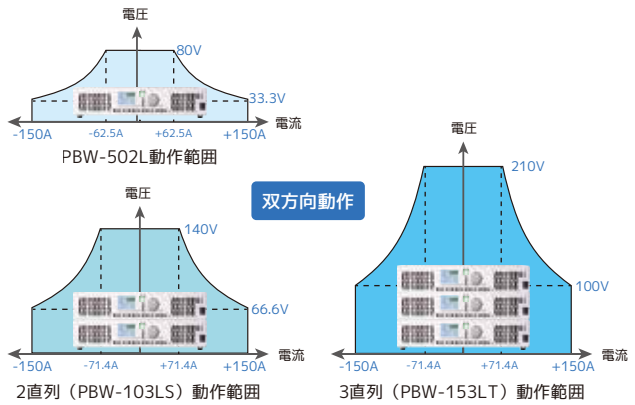 電圧
80V
33.3V
-150A
-62.5A
+62.5A
+150A
電流
PBW-502L動作範囲
双方向動作
電圧
140V
66.6V
-150A
-71.4A
+71.4A
+150A
電流
2直列（PBW-103LS）動作範囲
電圧
210V
100V
-150A
-71.4A
+71.4A
+150A
電流
3直列（PBW-153LT）動作範囲